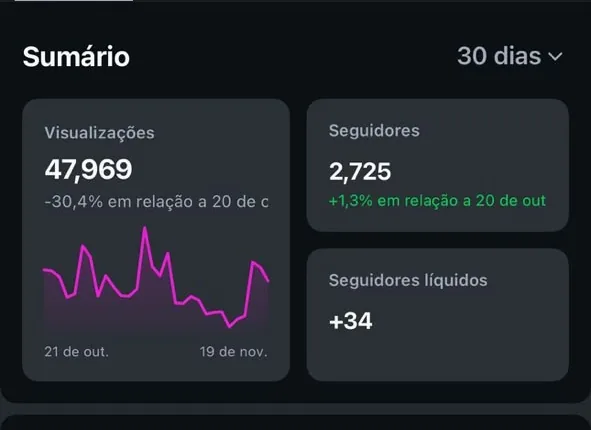 Sumário
30 dias
Visualizações
47,969
-30,4% em relação a 20 de c
21 de out.
19 de nov.
Seguidores
2,725
+1,3% em relação a 20 de out
Seguidores líquidos
+34